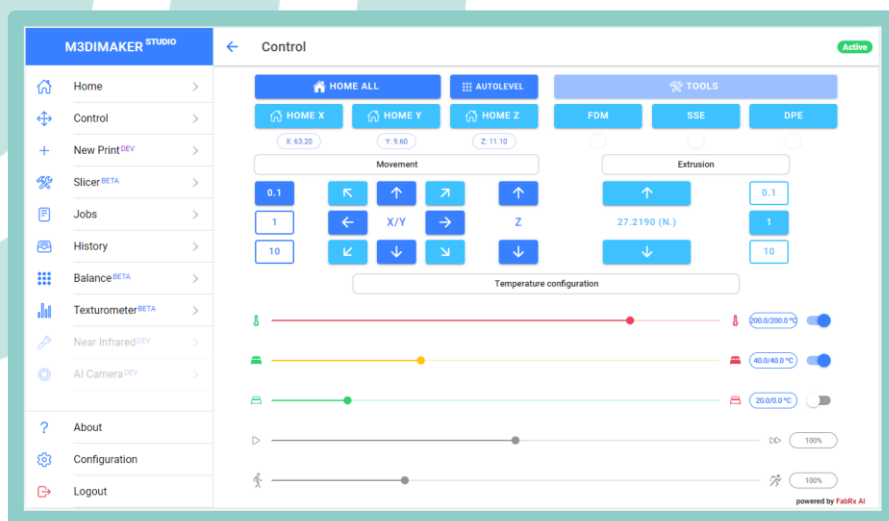 M3DIMAKER STUDIO
Control
Active
Home
Control
New Print DEV
Slicer BETA
Jobs
History
Balance BETA
Texturometer BETA
Near Infrared DEV
AI Camera DEV
About
Configuration
Logout
HOME ALL
AUTOLEVEL
TOOLS
HOME X
HOME Y
HOME Z
FDM
SSE
DPE
X: 63.20
Y: 9.60
Z: 11.10
Movement
Extrusion
0.1
1
X/Y
Z
10
27.2190 (N.)
0.1
1
10
Temperature configuration
200.0/200.0 ºC
40.0/40.0 ºC
20.0/0.0 ºC
100%
100%
powered by FabRx AI